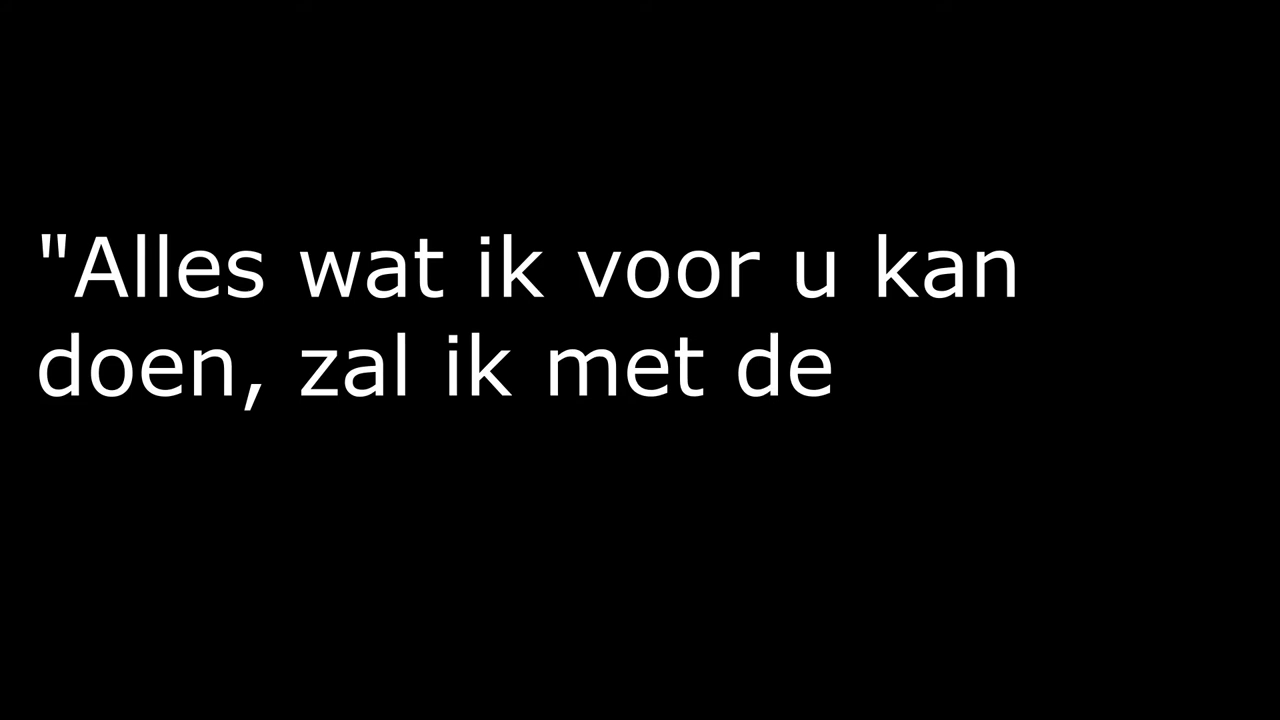 "Alles wat ik voor u kan
doen, zal ik met de